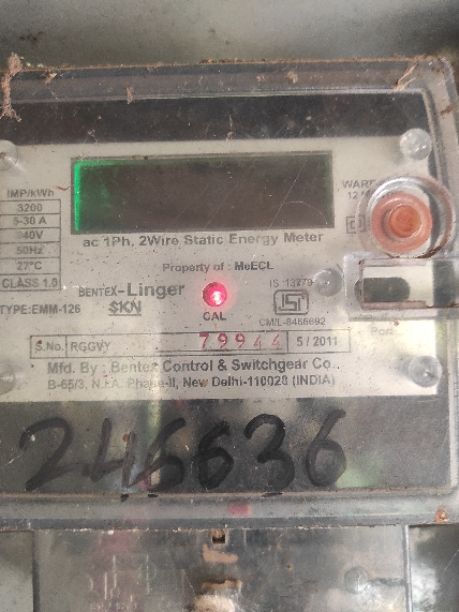 IMP/kWh
3200
5-30 A
240V
50Hz
27°C
CLASS 1.0
TYPE:EMM-126
ac 1Ph, 2Wire Static Energy Meter
Property of : MeECL
BENTEX-Linger
SKN
CAL
IS :13779
ISI
S.No. RGGVY 79944 5 / 2011
Mfd. By : Bentex Control & Switchgear Co.
B-65/3, N.I.A. Phase-II, New Delhi-110028 (INDIA)
246636